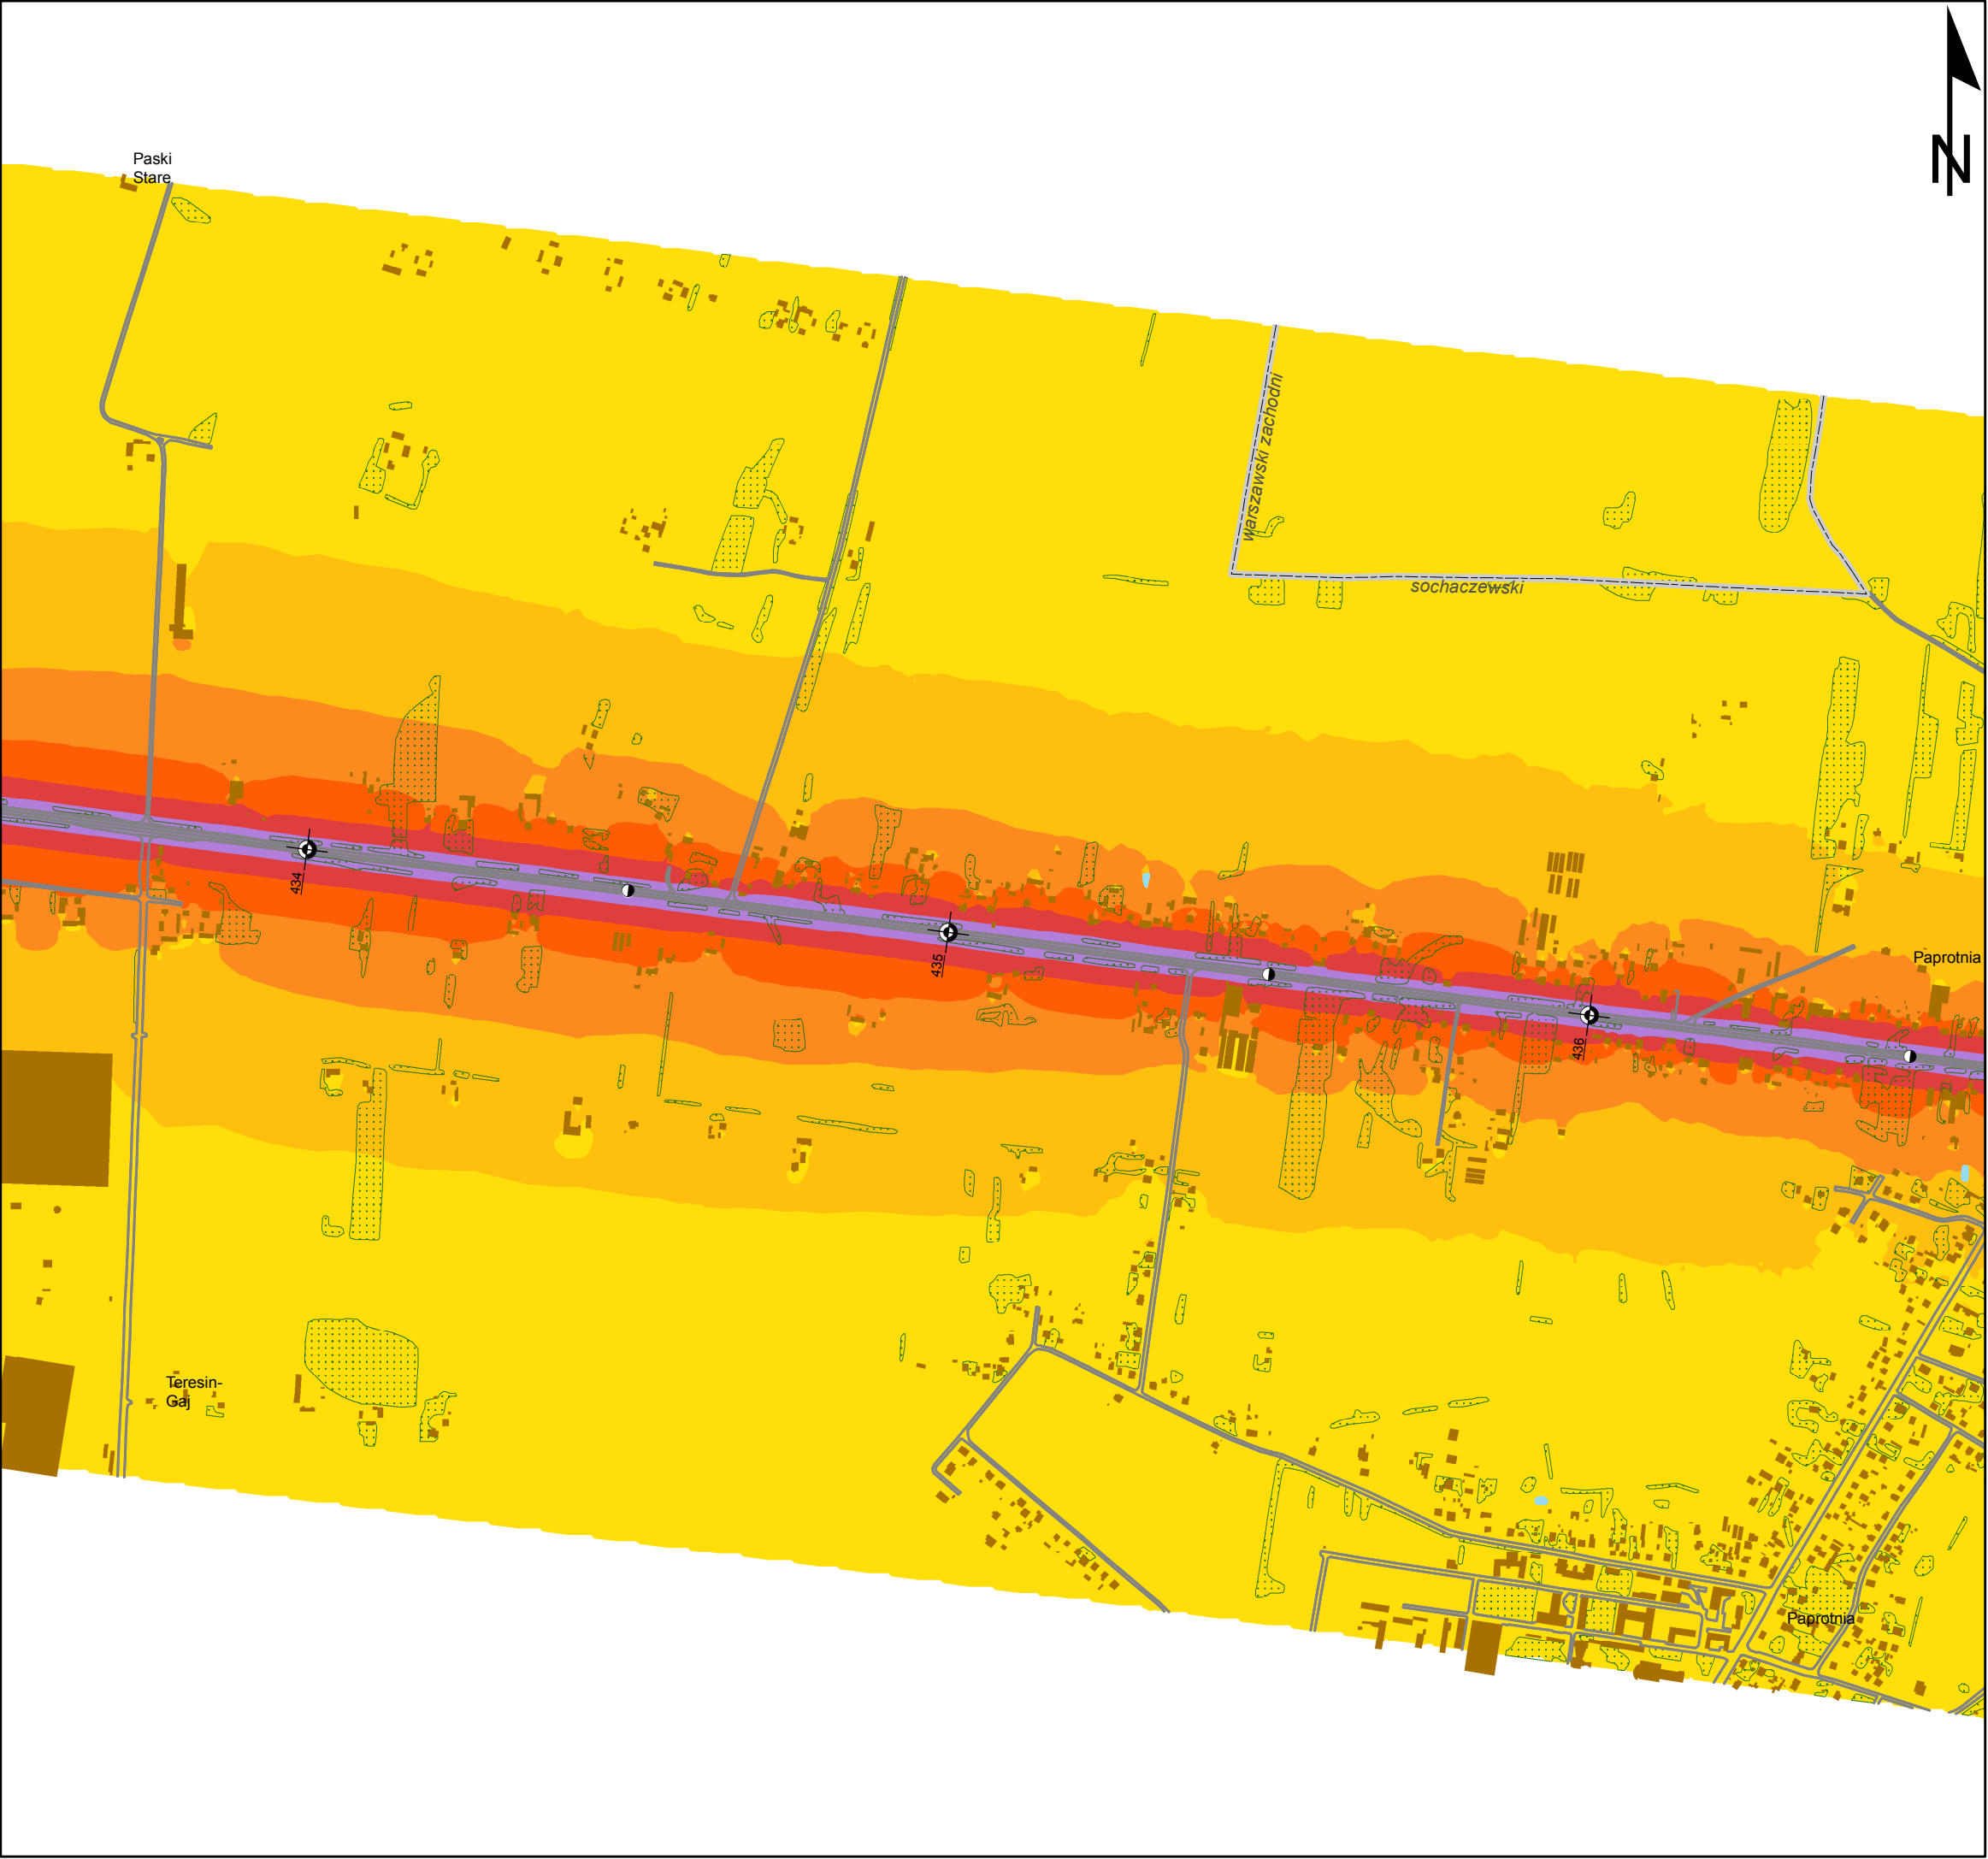 N
Paski
Stare
warszawski zachodni
sochaczewski
434
435
436
Paprotnia
Teresin-
Gaj
Paprotnia